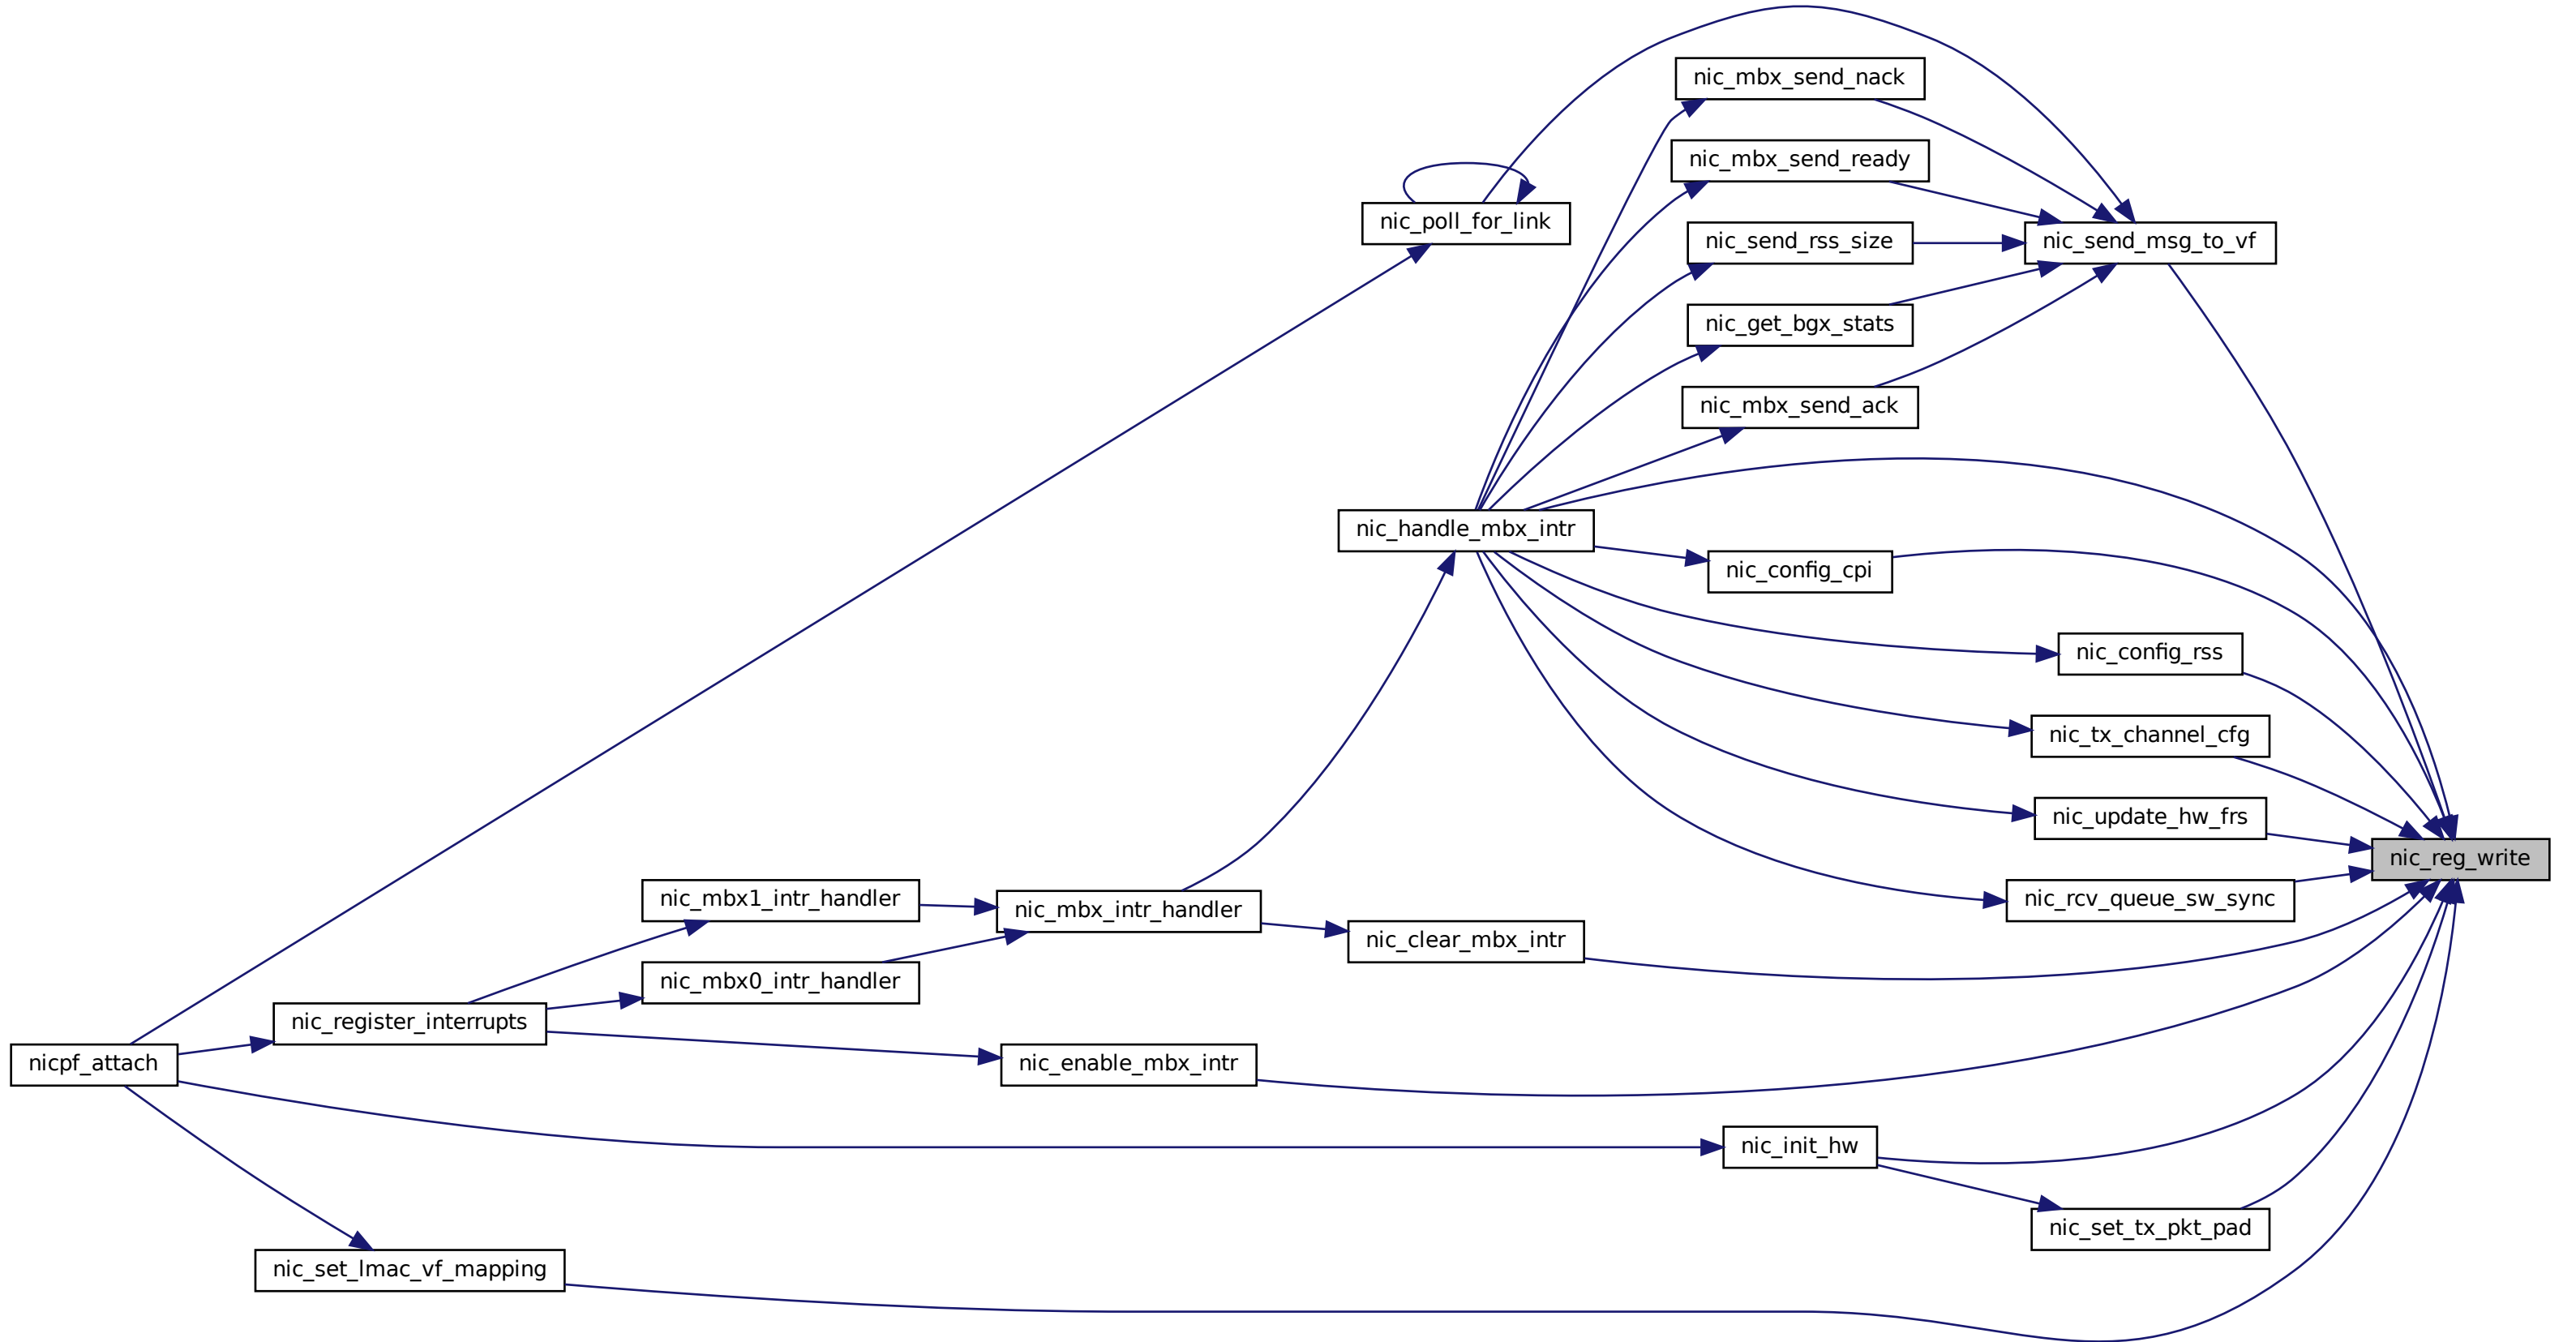 nic_mbx_send_nack
nic_mbx_send_ready
nic_poll_for_link
nic_send_rss_size
nic_send_msg_to_vf
nic_get_bgx_stats
nic_mbx_send_ack
nic_handle_mbx_intr
nic_config_cpi
nic_config_rss
nic_tx_channel_cfg
nic_update_hw_frs
nic_reg_write
nic_mbx1_intr_handler
nic_mbx_intr_handler
nic_rcv_queue_sw_sync
nic_clear_mbx_intr
nic_mbx0_intr_handler
nic_register_interrupts
nicpf_attach
nic_enable_mbx_intr
nic_init_hw
nic_set_tx_pkt_pad
nic_set_lmac_vf_mapping